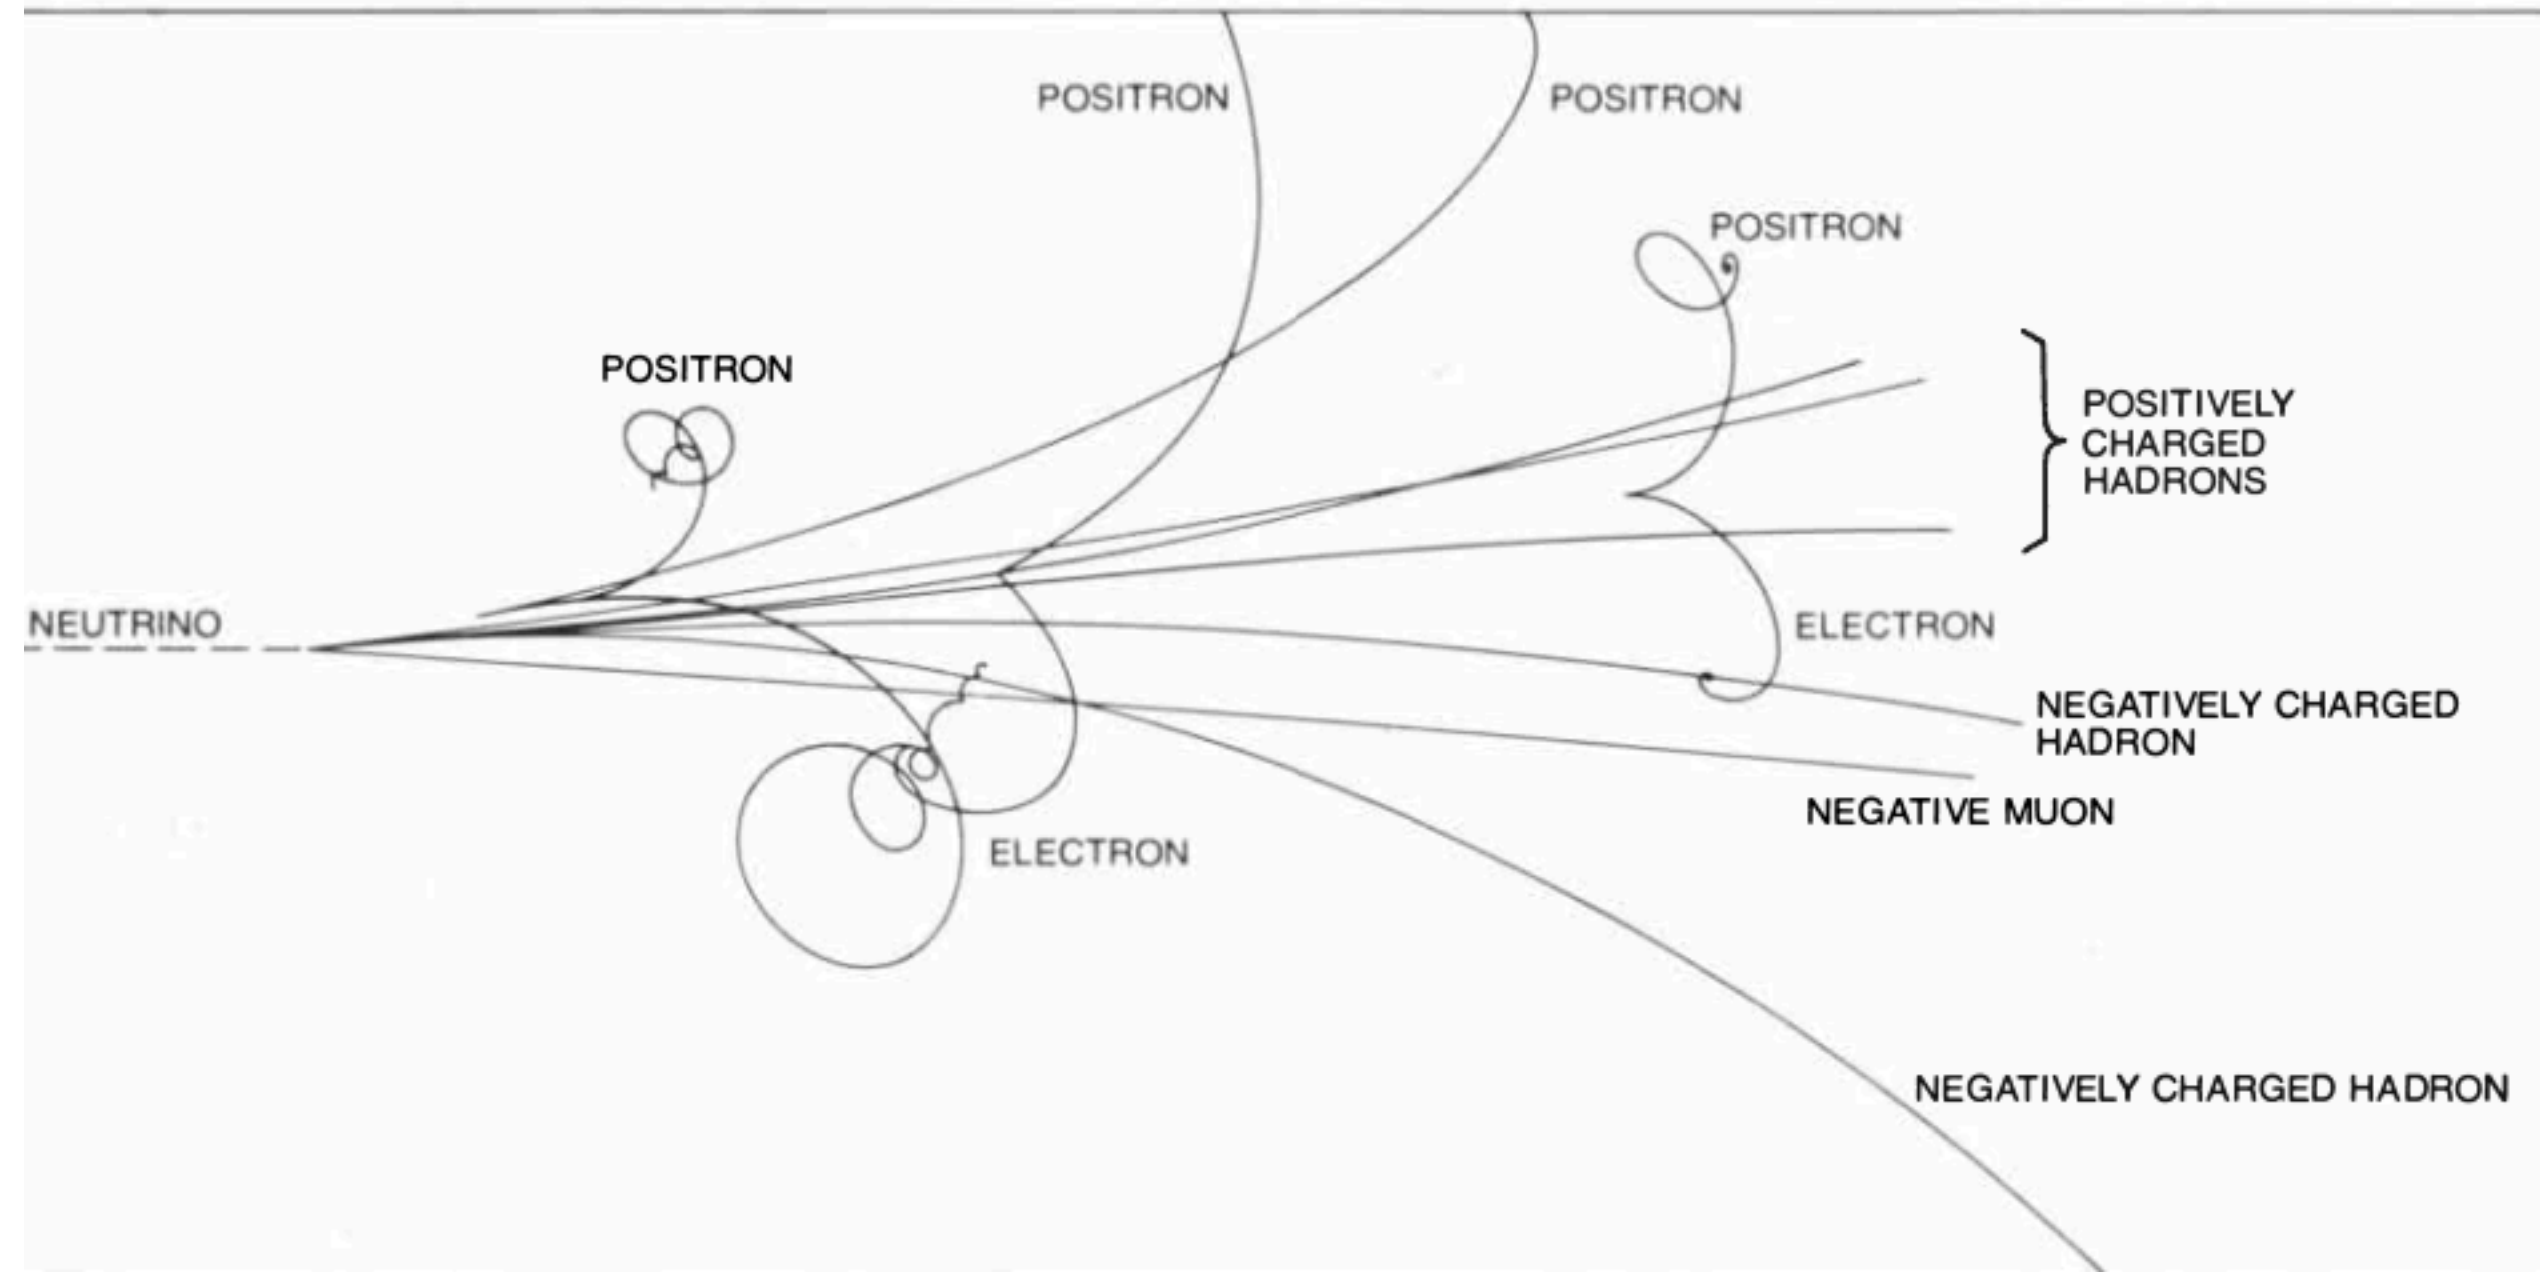 POSITRON
POSITRON
POSITRON
POSITRON
POSITIVELY
CHARGED
HADRONS
NEUTRINO
ELECTRON
NEGATIVELY CHARGED
HADRON
NEGATIVE MUON
ELECTRON
NEGATIVELY CHARGED HADRON